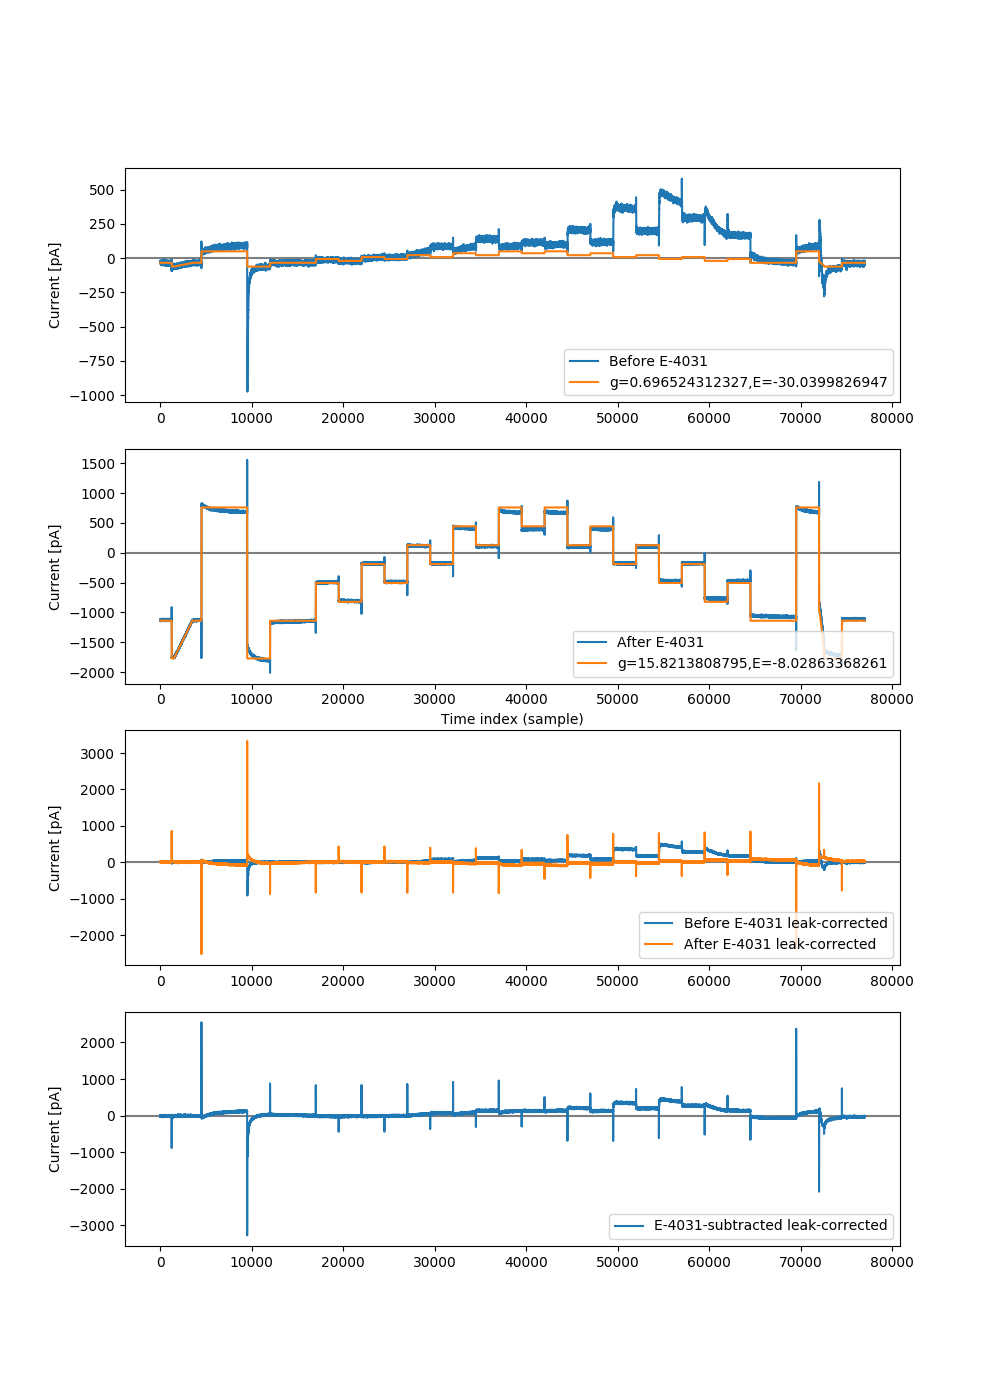 500
250
0
−250
−500
−750
−1000
Current [pA]
Before E-4031
g=0.696524312327,E=-30.0399826947
0 10000 20000 30000 40000 50000 60000 70000 80000
1500
1000
500
0
−500
−1000
−1500
−2000
Current [pA]
After E-4031
g=15.8213808795,E=-8.02863368261
0 10000 20000 30000 40000 50000 60000 70000 80000
Time index (sample)
3000
2000
1000
0
−1000
−2000
Current [pA]
Before E-4031 leak-corrected
After E-4031 leak-corrected
0 10000 20000 30000 40000 50000 60000 70000 80000
2000
1000
0
−1000
−2000
−3000
Current [pA]
E-4031-subtracted leak-corrected
0 10000 20000 30000 40000 50000 60000 70000 80000